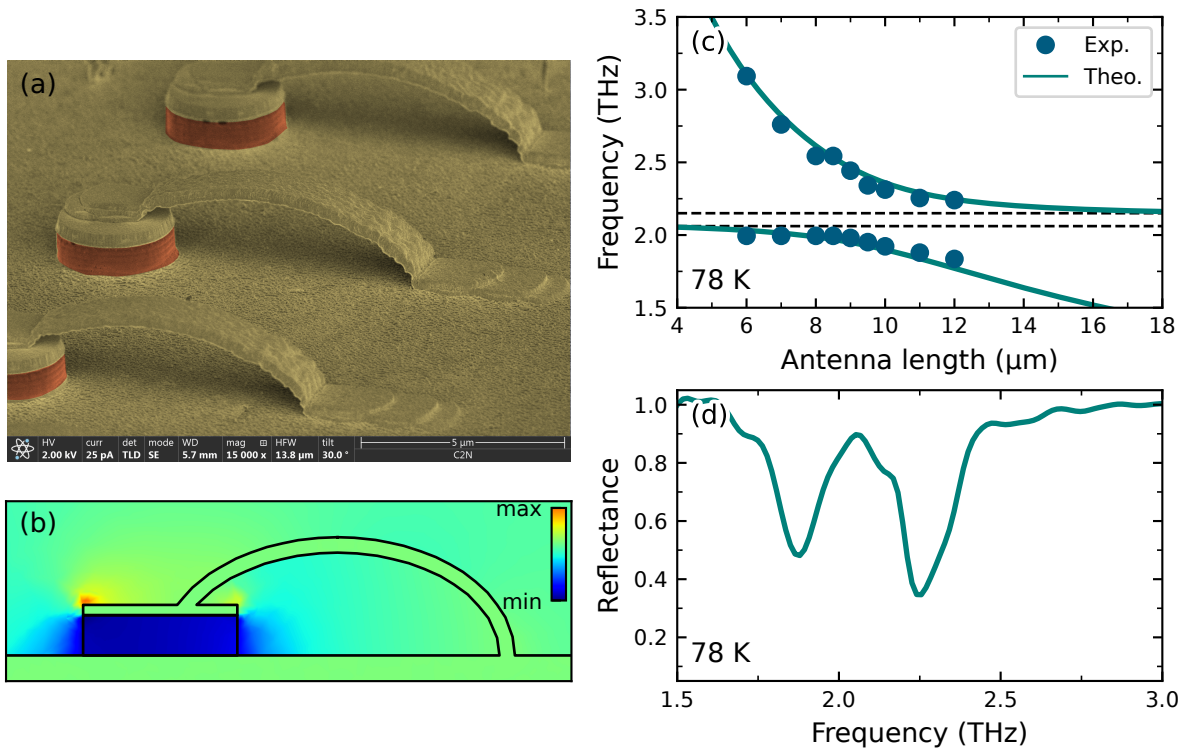 (a)
HV curr det mode WD mag ⊡ HFW tilt 5 µm
2.00 kV 25 pA TLD SE 5.7 mm 15 000 x 13.8 µm 30.0 ° C2N
(b)
max
min
(c)
Exp.
Theo.
3.5
3.0
2.5
2.0
1.5
Frequency (THz)
78 K
4 6 8 10 12 14 16 18
Antenna length (µm)
(d)
1.0
0.8
0.6
0.4
0.2
Reflectance
78 K
1.5 2.0 2.5 3.0
Frequency (THz)